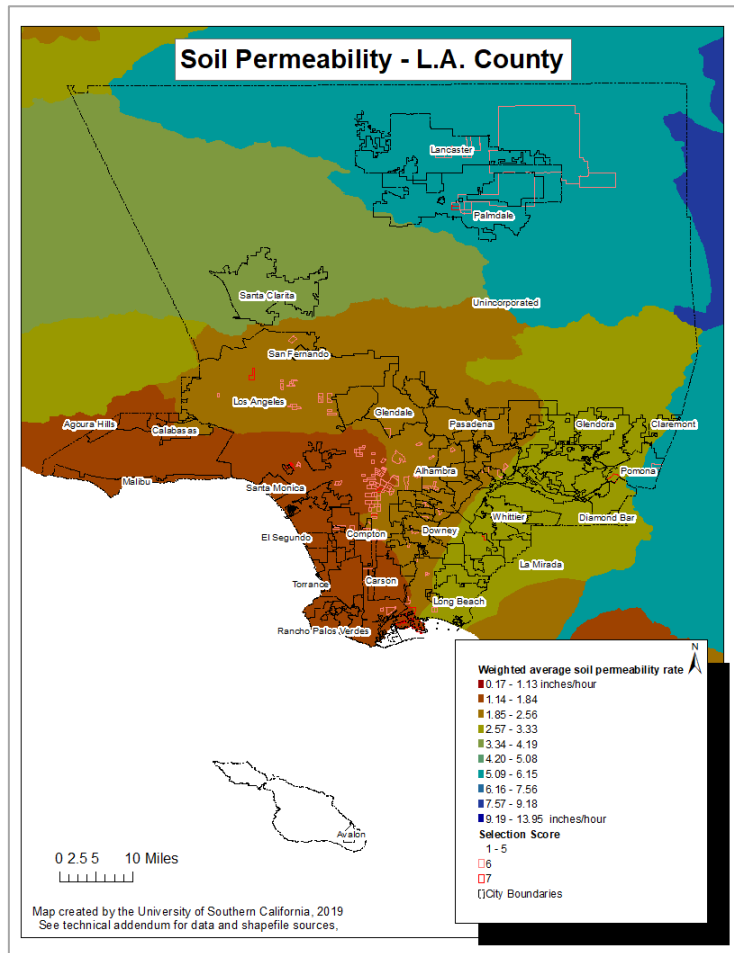 Soil Permeability - L.A. County
Lancaster
Palmdale
Santa Clarita
Unincorporated
San Fernando
Los Angeles
Glendale
Agoura Hills
Calabasas
Pasadena
Glendora
Claremont
Malibu
Santa Monica
Alhambra
Pomona
El Segundo
Compton
Downey
Whittier
Diamond Bar
La Mirada
Torrance
Carson
Long Beach
Rancho Palos Verdes
Avalon
N
Weighted average soil permeability rate
0.17 - 1.13 inches/hour
1.14 - 1.84
1.85 - 2.56
2.57 - 3.33
3.34 - 4.19
4.20 - 5.08
5.09 - 6.15
6.16 - 7.56
7.57 - 9.18
9.19 - 13.95 inches/hour
Selection Score
1 - 5
6
7
City Boundaries
0 2.5 5 10 Miles
Map created by the University of Southern California, 2019
See technical addendum for data and shapefile sources,